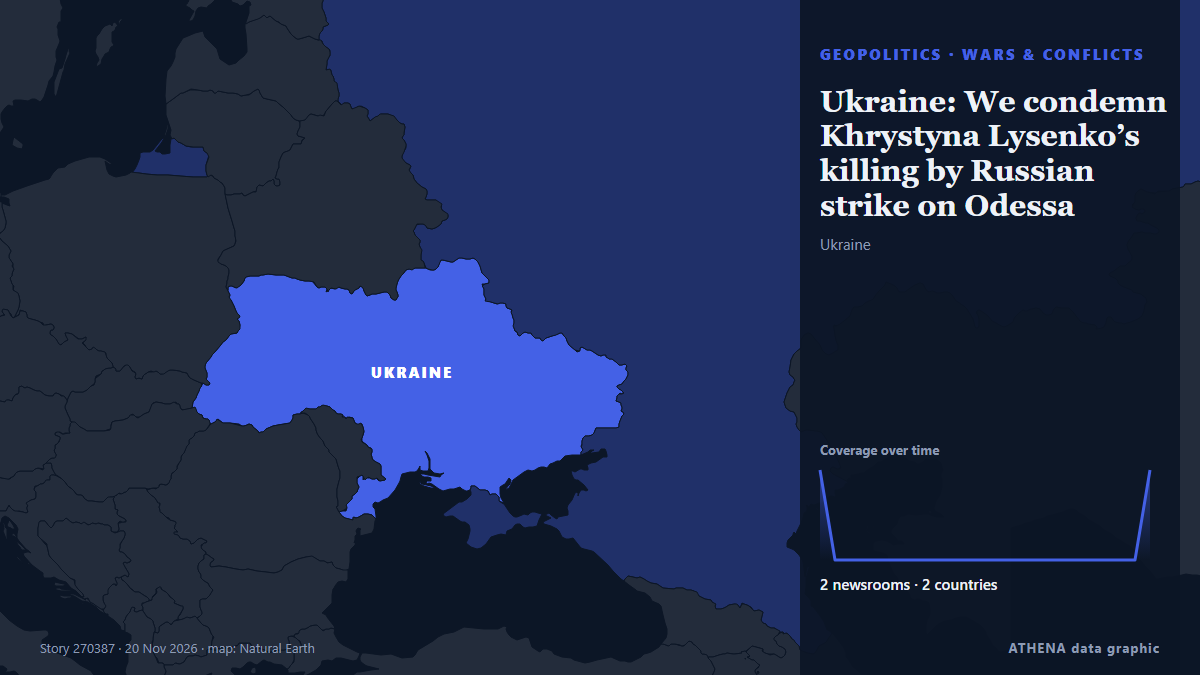 GEOPOLITICS · WARS & CONFLICTS
Ukraine: We condemn
Khrystyna Lysenko’s
killing by Russian
strike on Odessa
Ukraine
UKRAINE
Coverage over time
2 newsrooms · 2 countries
Story 270387 · 20 Nov 2026 · map: Natural Earth
ATHENA data graphic